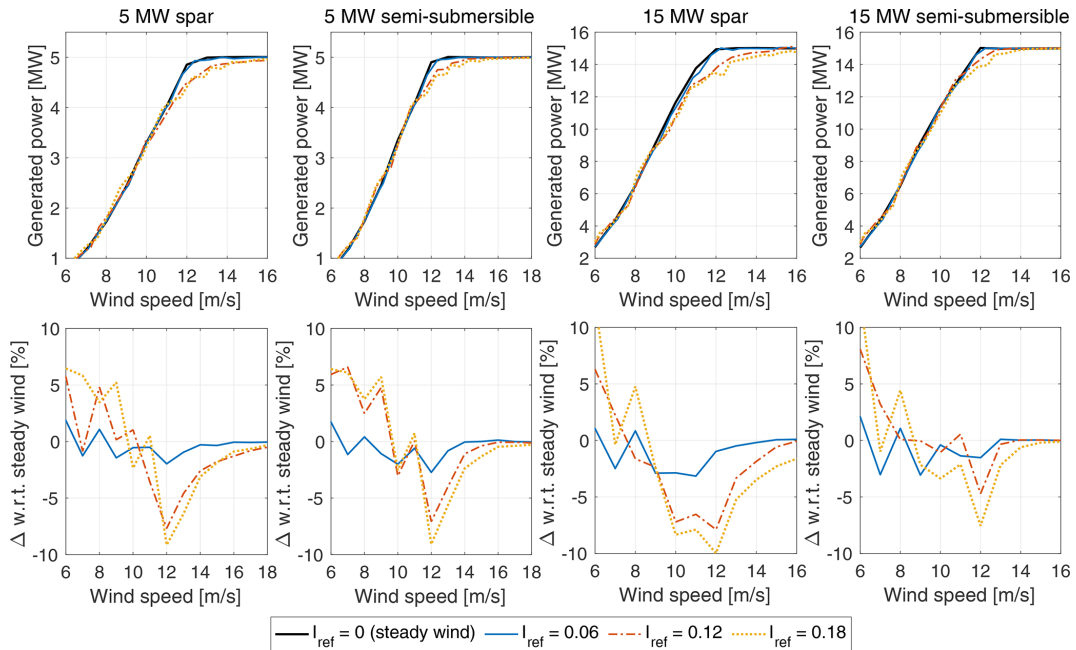 5 MW spar
5 MW semi-submersible
15 MW spar
15 MW semi-submersible
Generated power [MW]
5
4
3
2
1
6 8 10 12 14 16
Wind speed [m/s]
Generated power [MW]
5
4
3
2
1
6 8 10 12 14 16 18
Wind speed [m/s]
Generated power [MW]
16
14
12
10
8
6
4
2
6 8 10 12 14 16
Wind speed [m/s]
Generated power [MW]
16
14
12
10
8
6
4
2
6 8 10 12 14 16
Wind speed [m/s]
Δ w.r.t. steady wind [%]
10
5
0
-5
-10
6 8 10 12 14 16 18
Wind speed [m/s]
Δ w.r.t. steady wind [%]
10
5
0
-5
-10
6 8 10 12 14 16 18
Wind speed [m/s]
Δ w.r.t. steady wind [%]
10
5
0
-5
-10
6 8 10 12 14 16
Wind speed [m/s]
Δ w.r.t. steady wind [%]
10
5
0
-5
-10
6 8 10 12 14 16
Wind speed [m/s]
I_ref = 0 (steady wind) I_ref = 0.06 I_ref = 0.12 I_ref = 0.18